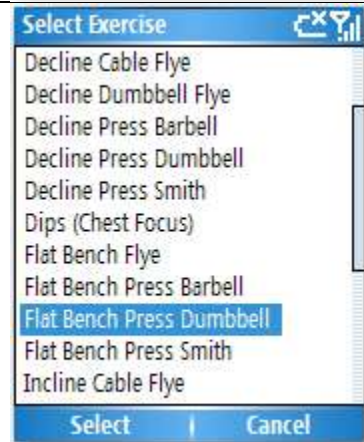 Select Exercise
Decline Cable Flye
Decline Dumbbell Flye
Decline Press Barbell
Decline Press Dumbbell
Decline Press Smith
Dips (Chest Focus)
Flat Bench Flye
Flat Bench Press Barbell
Flat Bench Press Dumbbell
Flat Bench Press Smith
Incline Cable Flye
Select Cancel